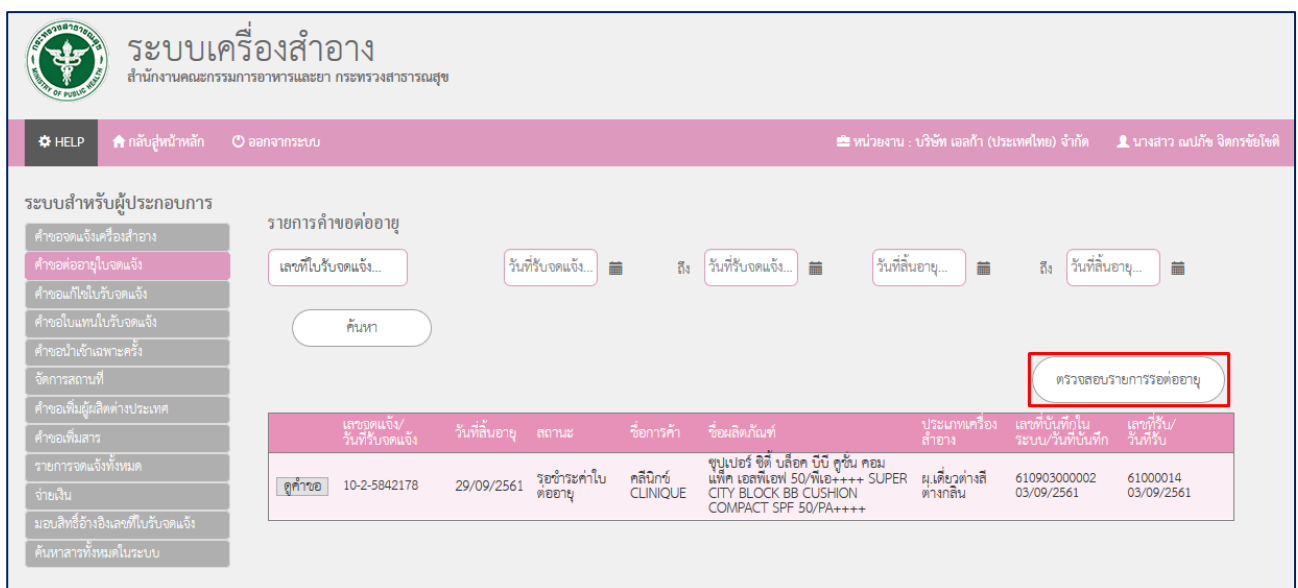 กระทรวงสาธารณสุข
MINISTRY OF PUBLIC HEALTH
ระบบเครื่องสำอาง
สำนักงานคณะกรรมการอาหารและยา กระทรวงสาธารณสุข
HELP กลับสู่หน้าหลัก ออกจากระบบ หน่วยงาน : บริษัท เอลก้า (ประเทศไทย) จำกัด นางสาว ณปภัช จิตกรชัยโชติ
ระบบสำหรับผู้ประกอบการ
คำขอจดแจ้งเครื่องสำอาง
คำขอต่ออายุใบจดแจ้ง
คำขอแก้ไขใบรับจดแจ้ง
คำขอใบแทนใบรับจดแจ้ง
คำขอนำเข้าเฉพาะครั้ง
จัดการสถานที่
คำขอเพิ่มผู้ผลิตต่างประเทศ
คำขอเพิ่มสาร
รายการจดแจ้งทั้งหมด
จ่ายเงิน
มอบสิทธิ์อ้างอิงเลขที่ใบรับจดแจ้ง
ค้นหาสารทั้งหมดในระบบ
รายการคำขอต่ออายุ
เลขที่ใบรับจดแจ้ง... วันที่รับจดแจ้ง... ถึง วันที่รับจดแจ้ง... วันที่สิ้นอายุ... ถึง วันที่สิ้นอายุ...
ค้นหา
ตรวจสอบรายการรอต่ออายุ
เลขจดแจ้ง/ ประเภทเครื่อง เลขที่บันทึกใน เลขที่รับ/
วันที่รับจดแจ้ง วันที่สิ้นอายุ สถานะ ชื่อการค้า ชื่อผลิตภัณฑ์ สำอาง ระบบ/วันที่บันทึก วันที่รับ
ซุปเปอร์ ซิตี้ บล็อค บีบี คูชั่น คอม
ดูคำขอ 10-2-5842178 29/09/2561 รอชำระค่าใบ คลีนิกข์ แพ็ค เอสพีเอฟ 50/พีเอ++++ SUPER ผ.เดี่ยวต่างสี 610903000002 61000014
ต่ออายุ CLINIQUE CITY BLOCK BB CUSHION ต่างกลิ่น 03/09/2561 03/09/2561
COMPACT SPF 50/PA++++